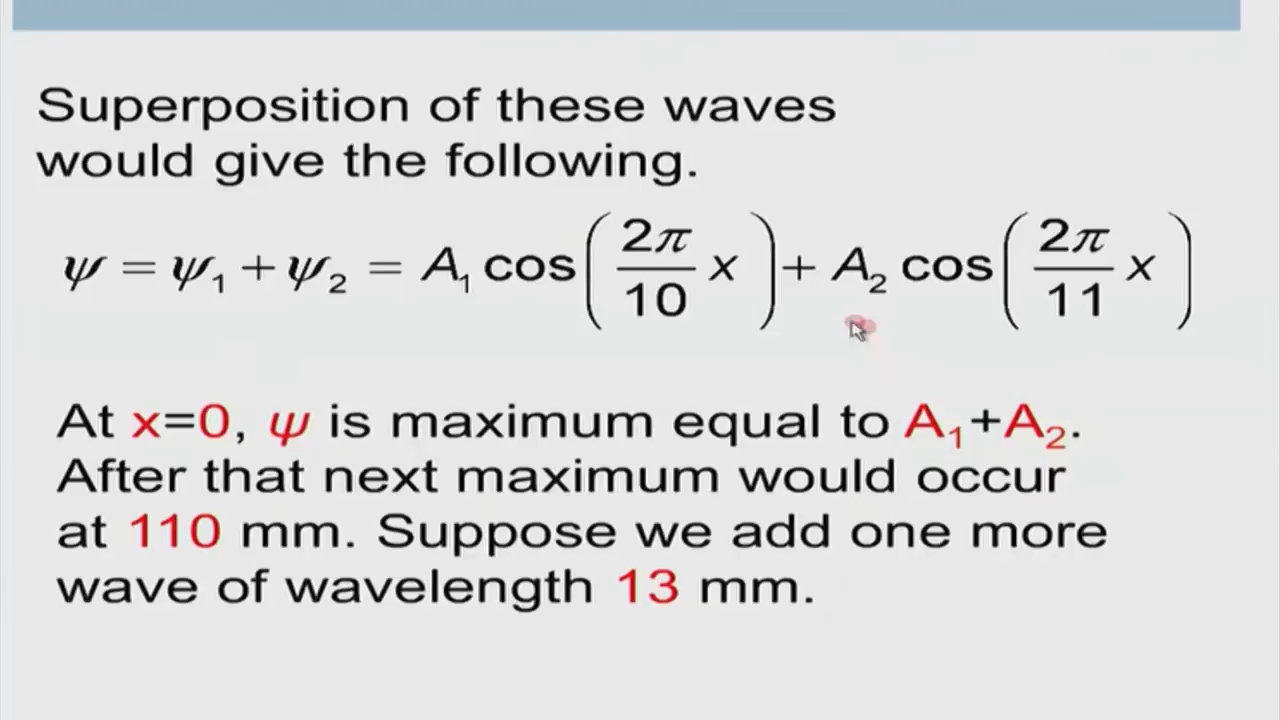 Superposition of these waves
would give the following.
ψ = ψ₁ + ψ₂ = A₁ cos(2π/10 x) + A₂ cos(2π/11 x)
At x=0, ψ is maximum equal to A₁+A₂.
After that next maximum would occur
at 110 mm. Suppose we add one more
wave of wavelength 13 mm.